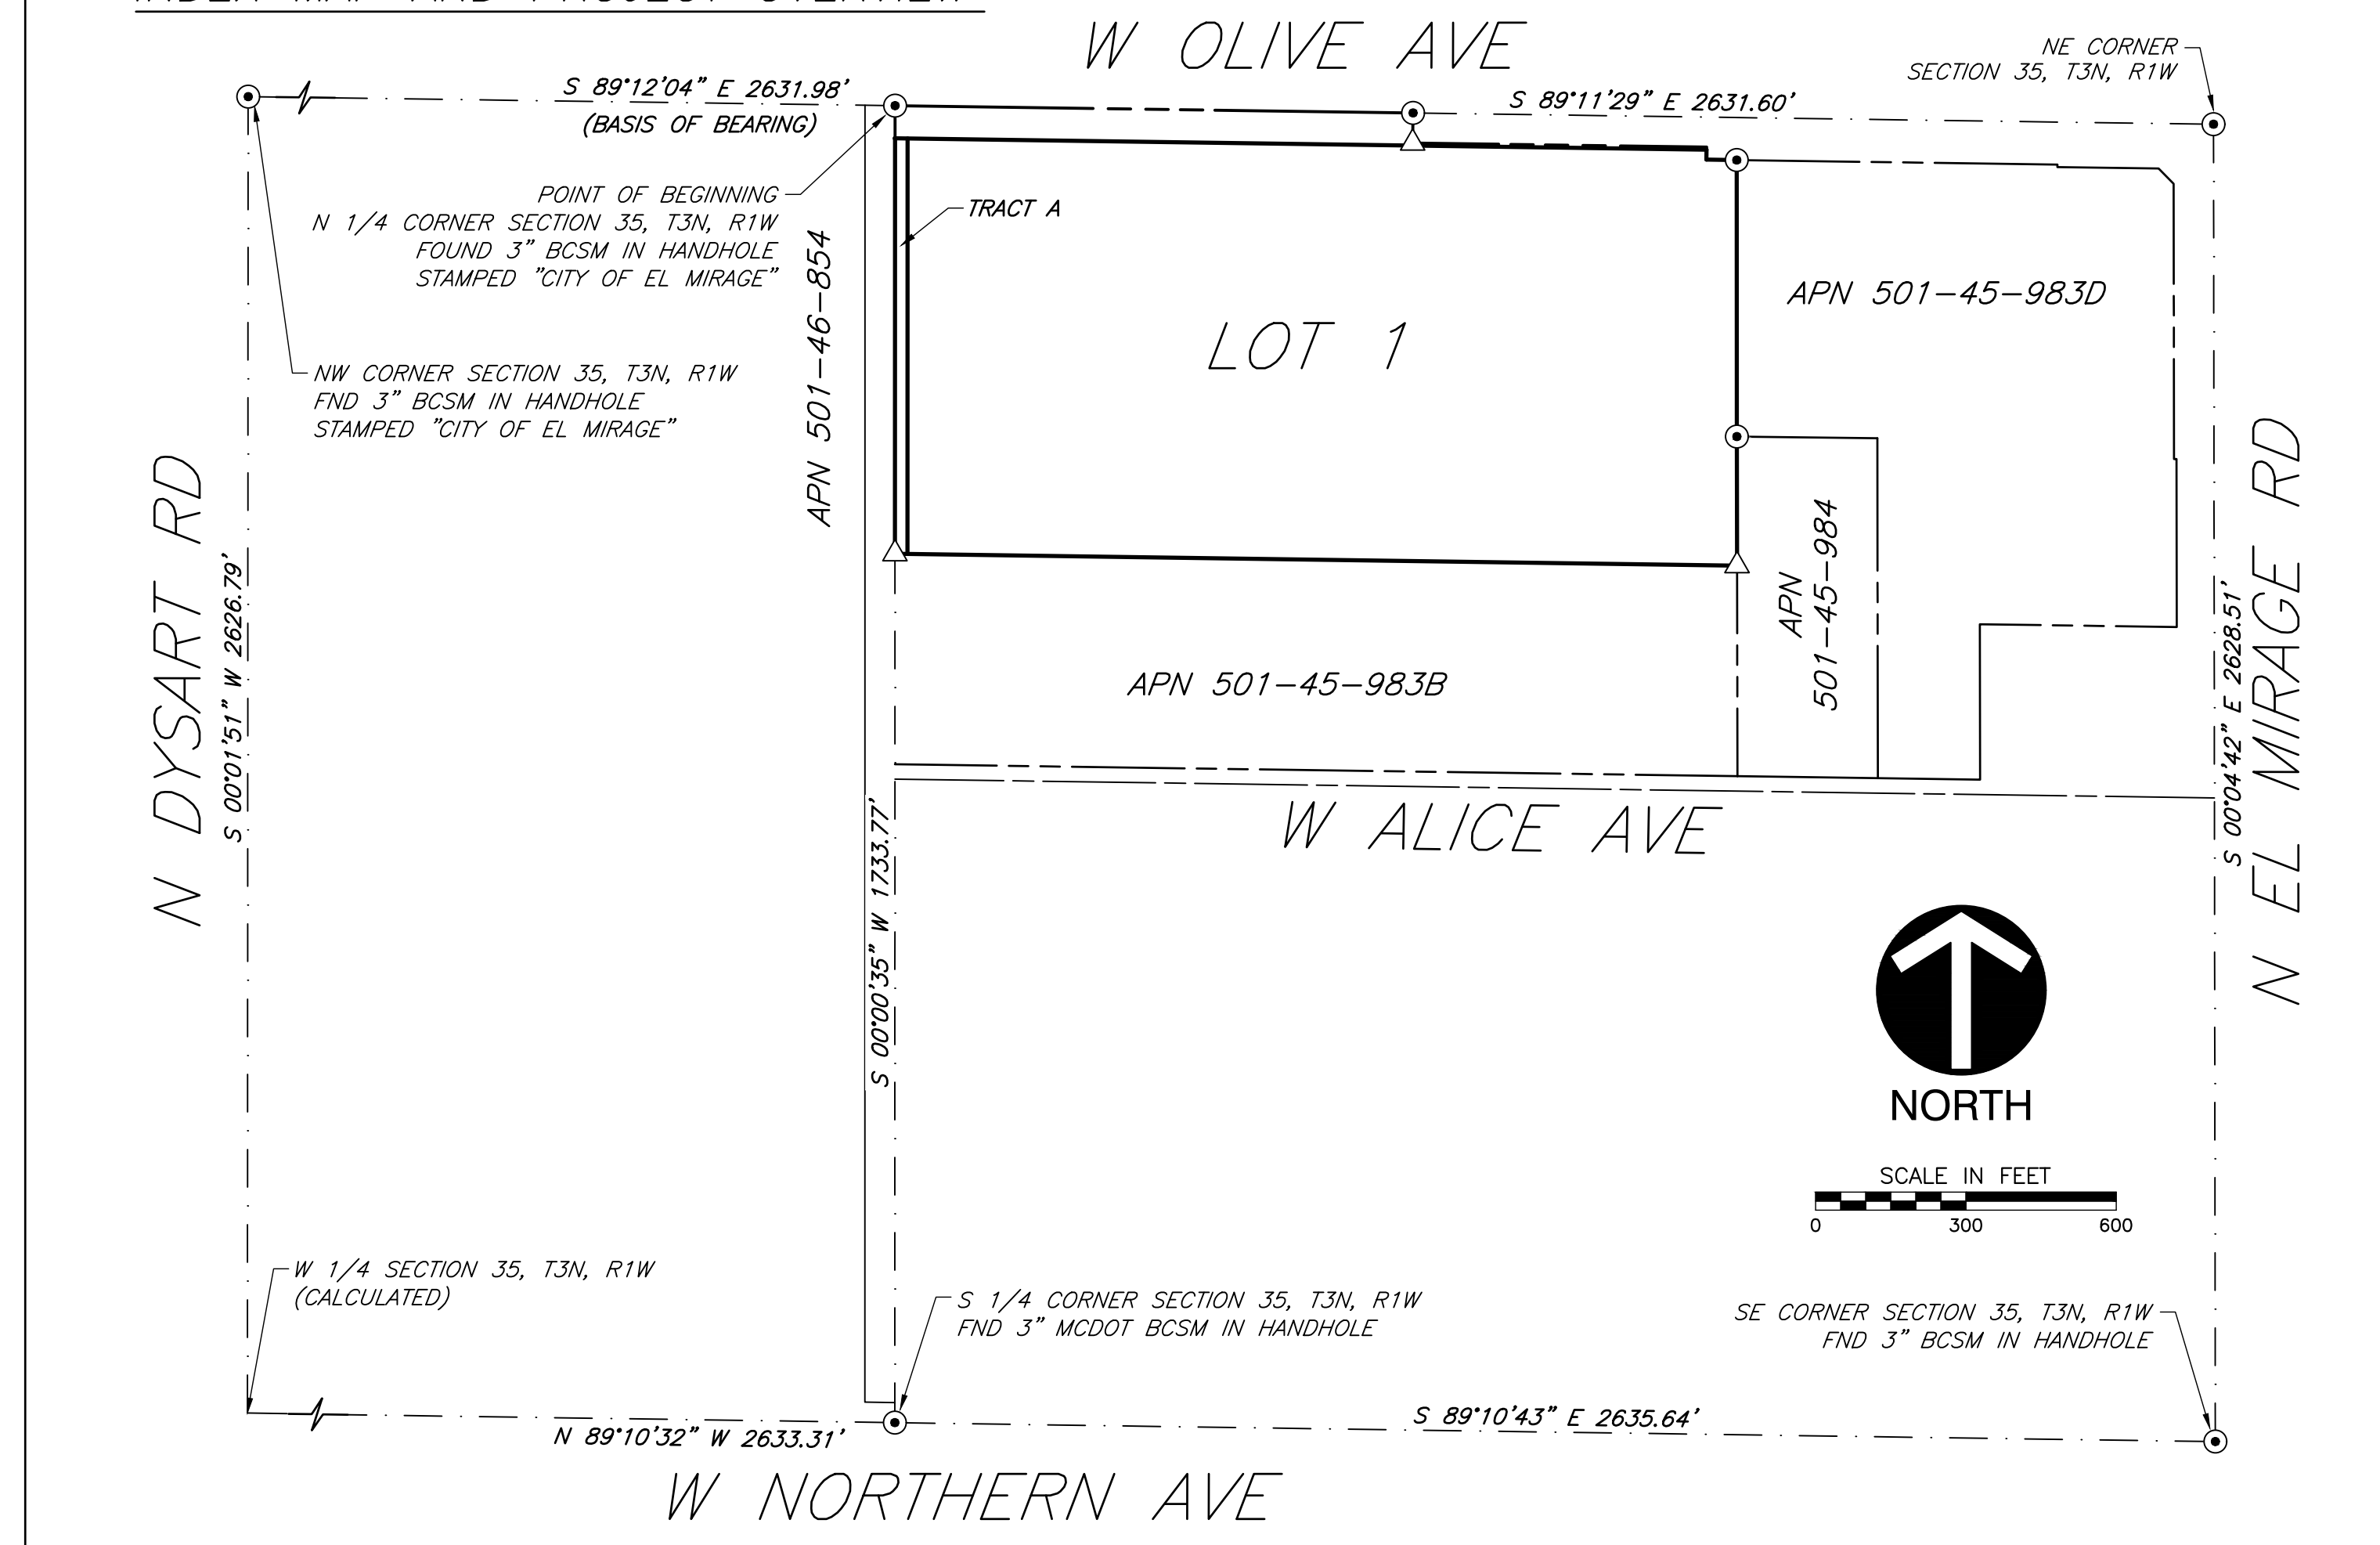 W OLIVE AVE
NE CORNER
SECTION 35, T3N, R1W
S 89°12'04" E 2631.98'
(BASIS OF BEARING)
S 89°11'29" E 2631.60'
POINT OF BEGINNING
N 1/4 CORNER SECTION 35, T3N, R1W
FOUND 3" BCSM IN HANDHOLE
STAMPED "CITY OF EL MIRAGE"
TRACT A
APN 501-46-854
LOT 1
APN 501-45-983D
NW CORNER SECTION 35, T3N, R1W
FND 3" BCSM IN HANDHOLE
STAMPED "CITY OF EL MIRAGE"
N DYSART RD
S 00°01'51" W 2626.79'
APN
501-45-984
N EL MIRAGE RD
S 00°04'42" E 2628.51'
APN 501-45-983B
W ALICE AVE
S 00°00'35" W 1733.77'
NORTH
SCALE IN FEET
0 300 600
W 1/4 SECTION 35, T3N, R1W
(CALCULATED)
S 1/4 CORNER SECTION 35, T3N, R1W
FND 3" MCDOT BCSM IN HANDHOLE
SE CORNER SECTION 35, T3N, R1W
FND 3" BCSM IN HANDHOLE
N 89°10'32" W 2633.31'
S 89°10'43" E 2635.64'
W NORTHERN AVE